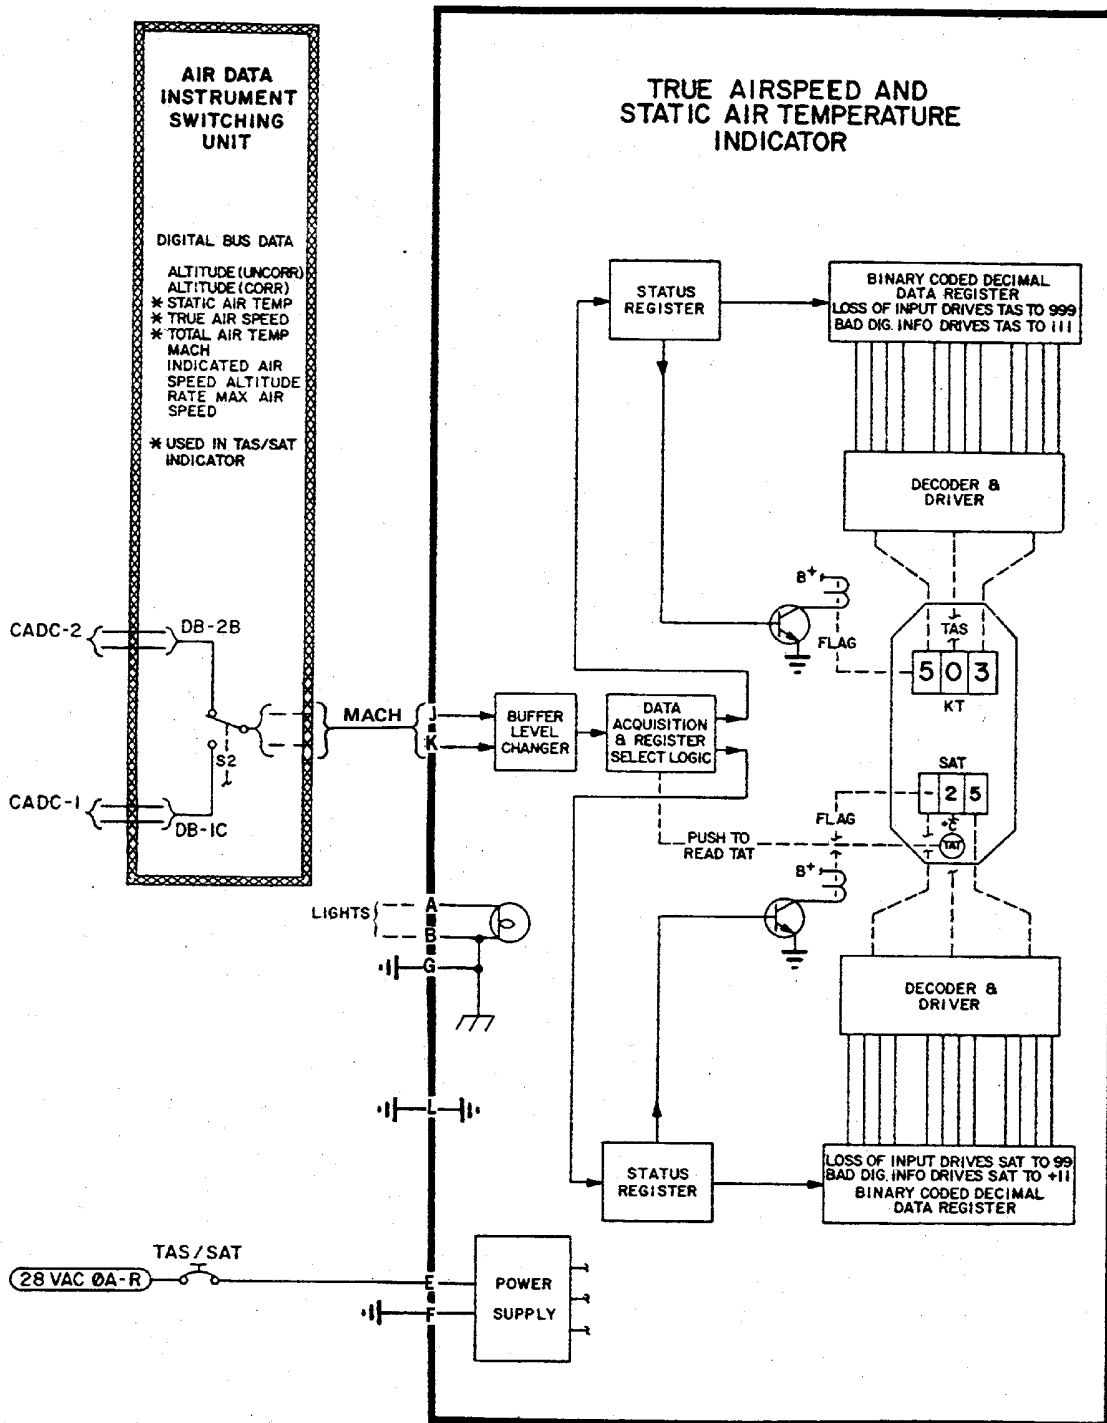 AIR DATA
INSTRUMENT
SWITCHING
UNIT
DIGITAL BUS DATA
ALTITUDE (UNCORR)
ALTITUDE (CORR)
* STATIC AIR TEMP
* TRUE AIR SPEED
* TOTAL AIR TEMP
MACH
INDICATED AIR
SPEED ALTITUDE
RATE MAX AIR
SPEED
* USED IN TAS/SAT
INDICATOR
CADC-2
DB-2B
S2
CADC-1
DB-1C
MACH
TRUE AIRSPEED AND
STATIC AIR TEMPERATURE
INDICATOR
J
K
BUFFER
LEVEL
CHANGER
DATA
ACQUISITION
& REGISTER
SELECT LOGIC
STATUS
REGISTER
BINARY CODED DECIMAL
DATA REGISTER
LOSS OF INPUT DRIVES TAS TO 999
BAD DIG. INFO DRIVES TAS TO 111
DECODER &
DRIVER
B+
FLAG
TAS
5 0 3
KT
SAT
- 2 5
+C
TAT
FLAG
PUSH TO
READ TAT
B+
LIGHTS
A
B
G
L
DECODER &
DRIVER
STATUS
REGISTER
LOSS OF INPUT DRIVES SAT TO 99
BAD DIG. INFO DRIVES SAT TO +11
BINARY CODED DECIMAL
DATA REGISTER
TAS/SAT
28 VAC ØA-R
E
F
POWER
SUPPLY